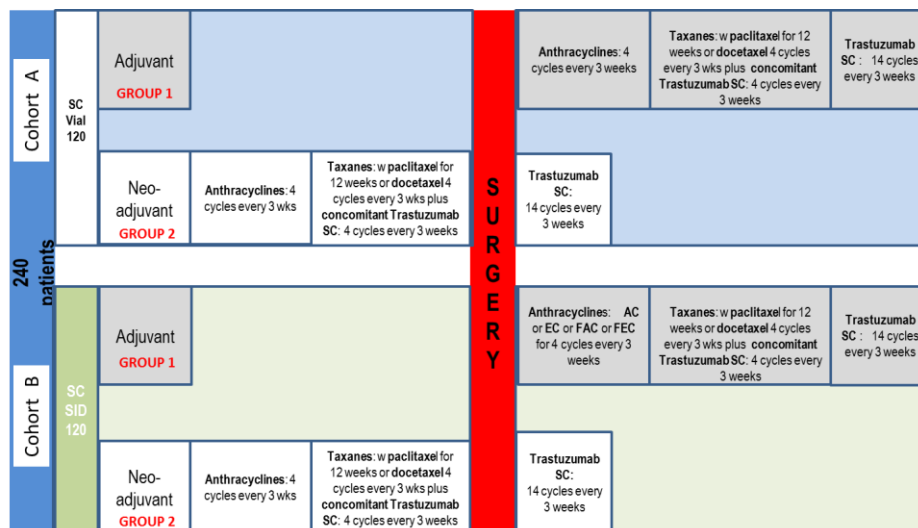 240
patients
Cohort A
SC
Vial
120
Adjuvant
GROUP 1
Neo-
adjuvant
GROUP 2
Anthracyclines: 4
cycles every 3 wks
Taxanes: w paclitaxel for
12 weeks or docetaxel 4
cycles every 3 wks plus
concomitant Trastuzumab
SC: 4 cycles every 3 weeks
SURGERY
Anthracyclines: 4
cycles every 3 weeks
Taxanes: w paclitaxel for 12
weeks or docetaxel 4 cycles
every 3 wks plus concomitant
Trastuzumab SC: 4 cycles every
3 weeks
Trastuzumab
SC : 14 cycles
every 3 weeks
Trastuzumab
SC:
14 cycles every
3 weeks
Cohort B
SC
SID
120
Adjuvant
GROUP 1
Neo-
adjuvant
GROUP 2
Anthracyclines: 4
cycles every 3 wks
Taxanes: w paclitaxel for
12 weeks or docetaxel 4
cycles every 3 wks plus
concomitant Trastuzumab
SC: 4 cycles every 3 weeks
Anthracyclines: AC
or EC or FAC or FEC
for 4 cycles every 3
weeks
Taxanes: w paclitaxel for 12
weeks or docetaxel 4 cycles
every 3 wks plus concomitant
Trastuzumab SC: 4 cycles every
3 weeks
Trastuzumab
SC : 14 cycles
every 3 weeks
Trastuzumab
SC:
14 cycles every
3 weeks